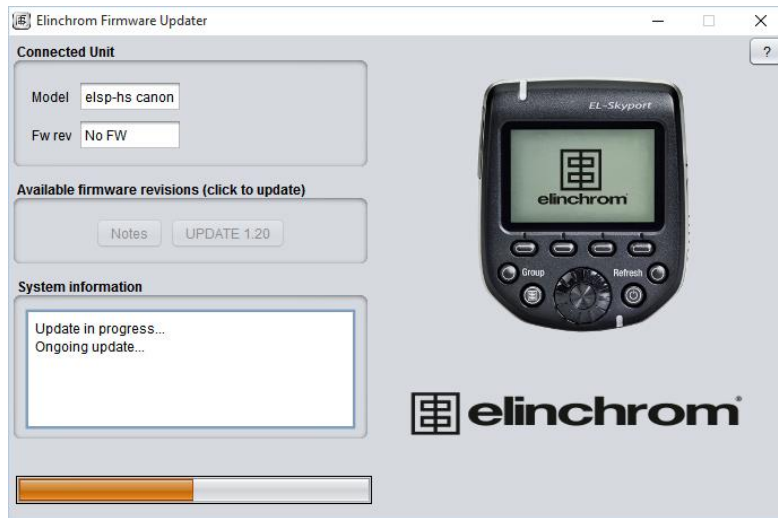 Elinchrom Firmware Updater
Connected Unit
?
Model elsp-hs canon
Fw rev No FW
Available firmware revisions (click to update)
Notes UPDATE 1.20
System information
Update in progress...
Ongoing update...
EL-Skyport
elinchrom
Group Refresh
elinchrom